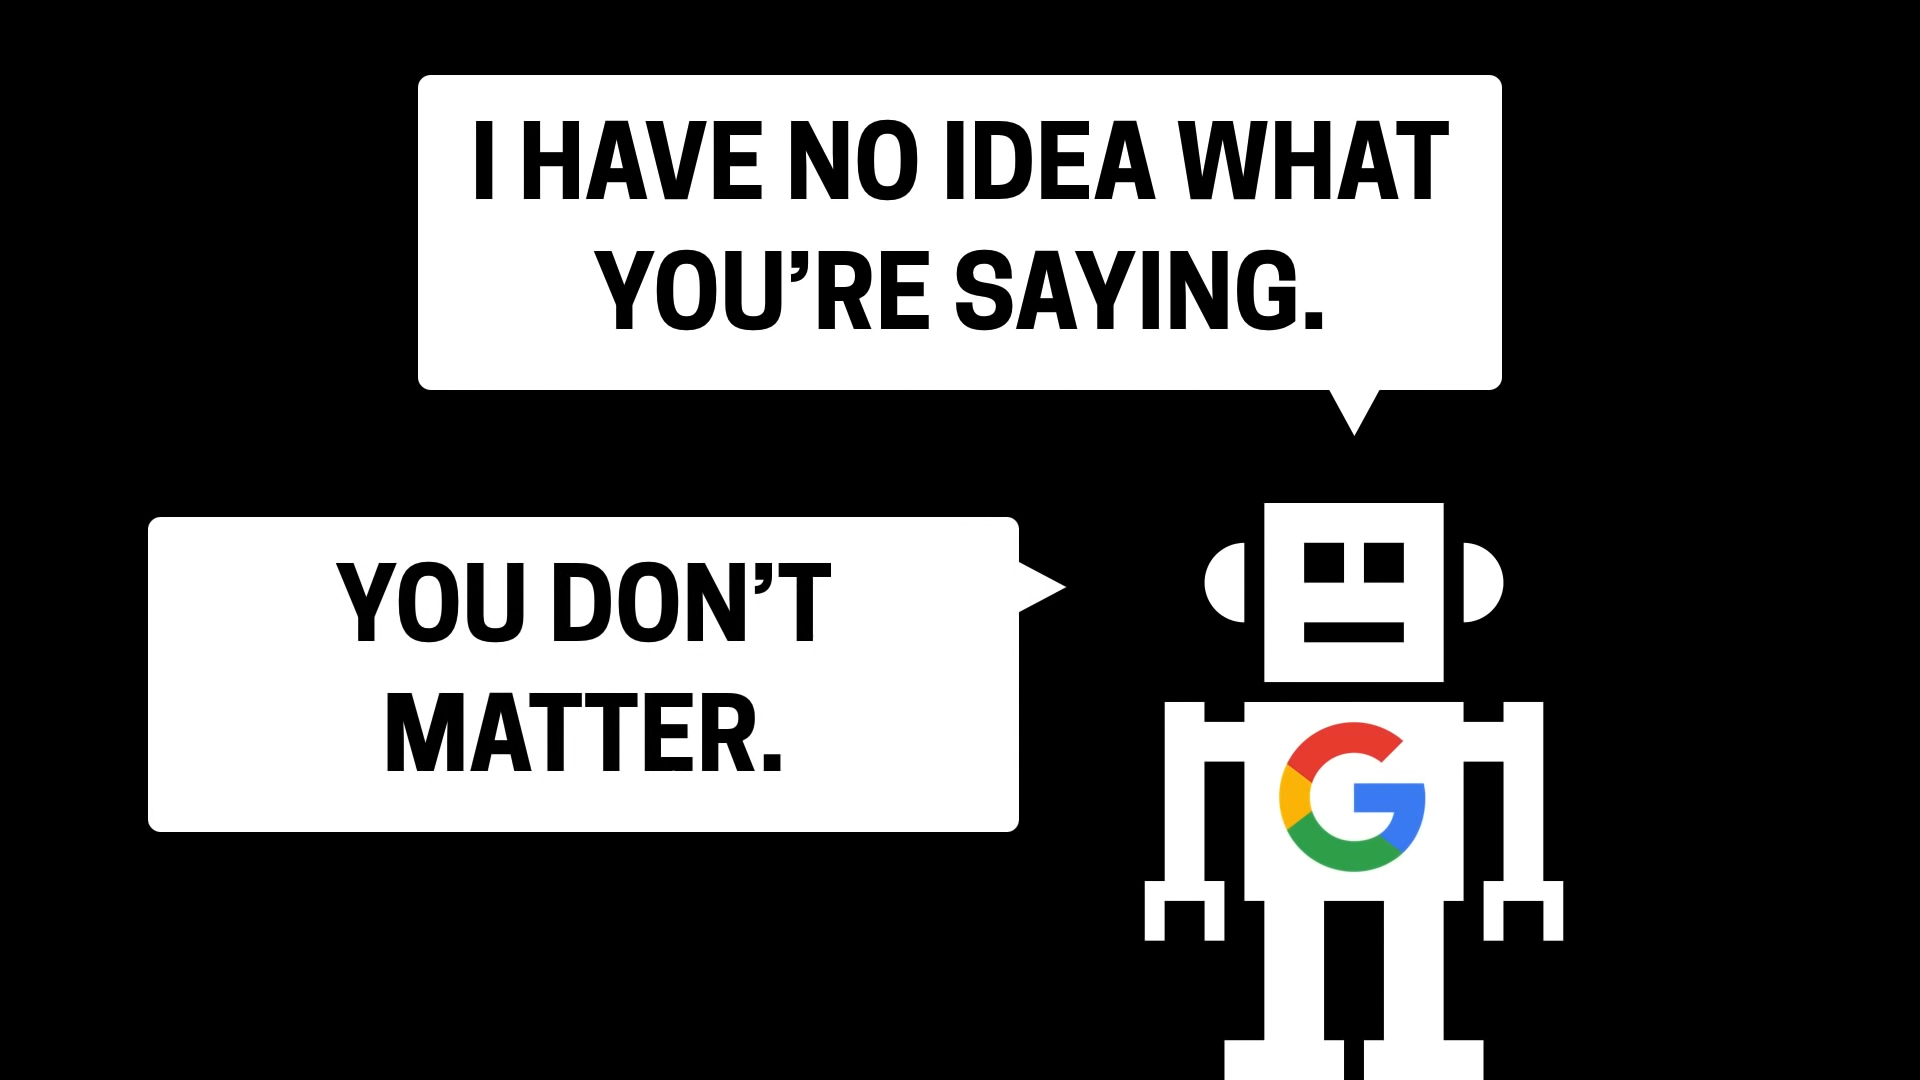 I HAVE NO IDEA WHAT
YOU’RE SAYING.
YOU DON’T
MATTER.
G